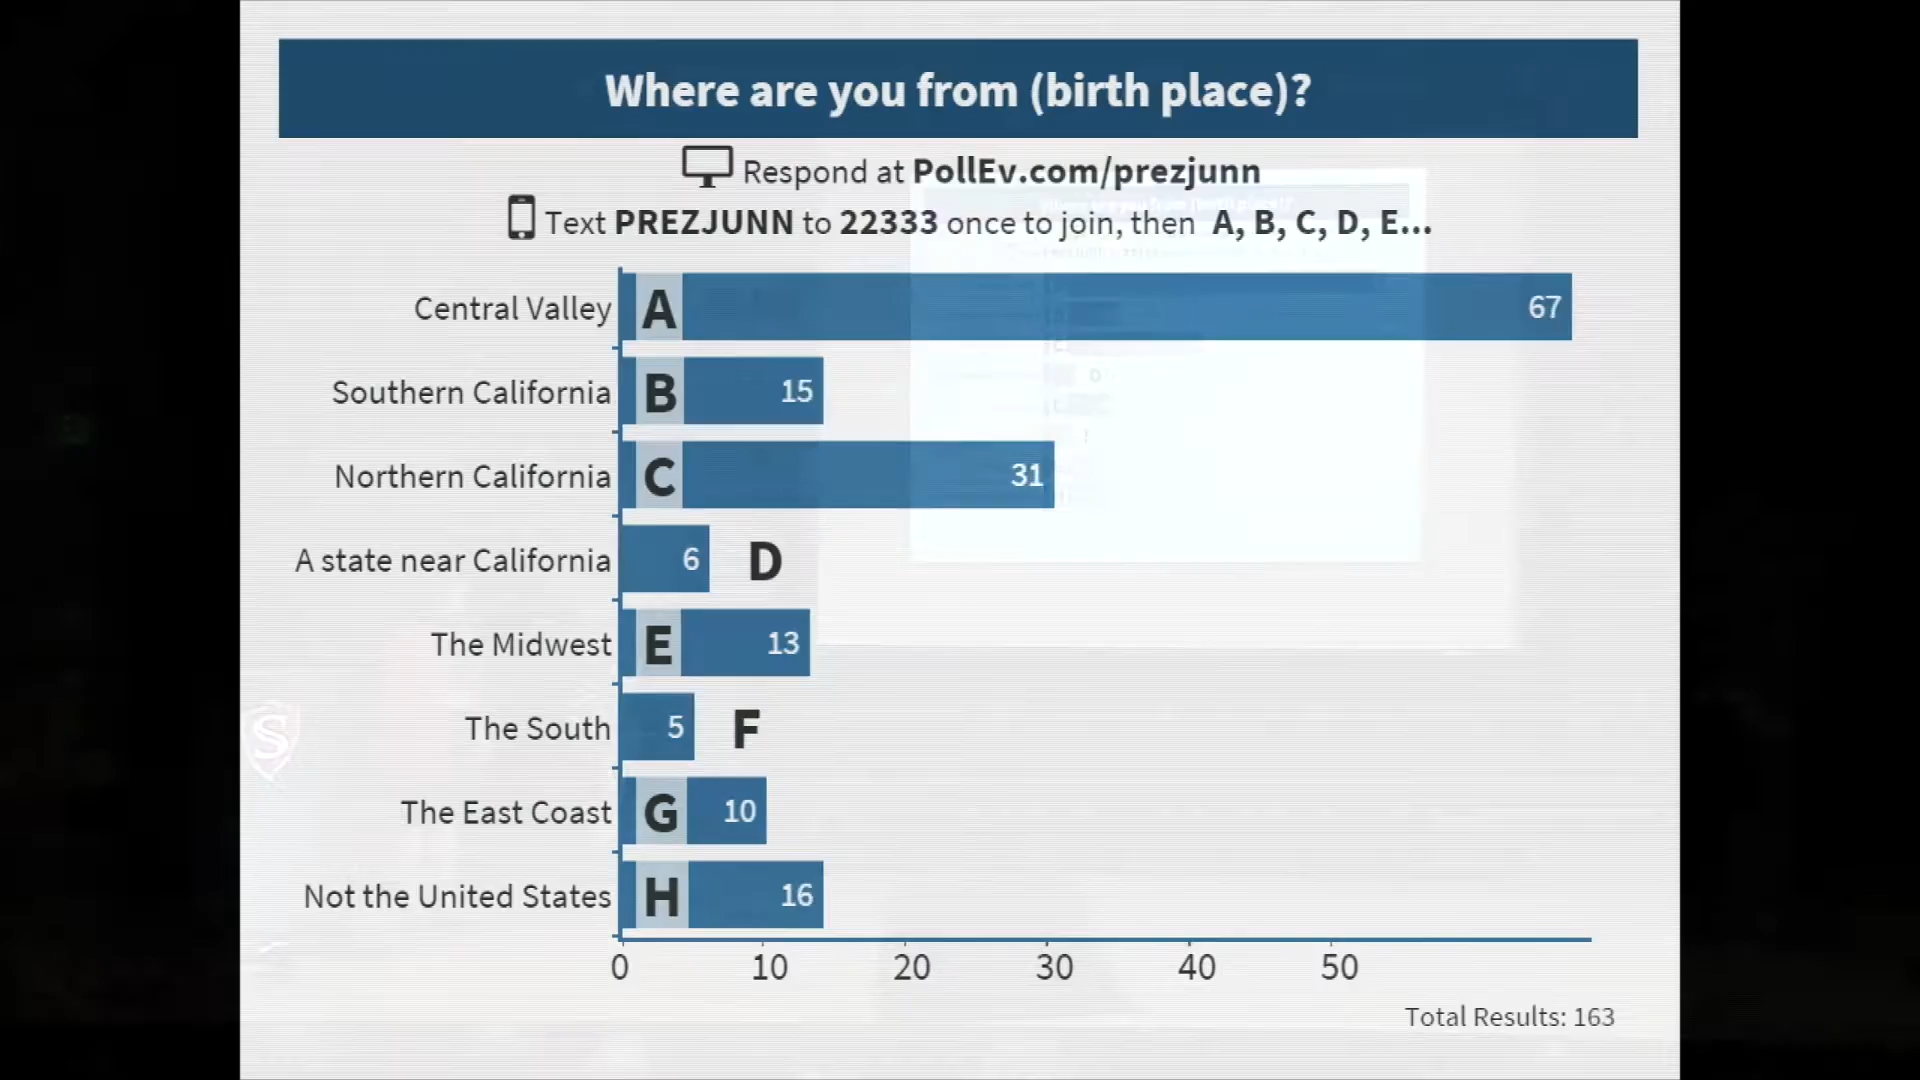 Where are you from (birth place)?
Respond at PollEv.com/prezjunn
Text PREZJUNN to 22333 once to join, then A, B, C, D, E...
Central Valley A 67
Southern California B 15
Northern California C 31
A state near California 6 D
The Midwest E 13
The South 5 F
The East Coast G 10
Not the United States H 16
0 10 20 30 40 50
Total Results: 163
S